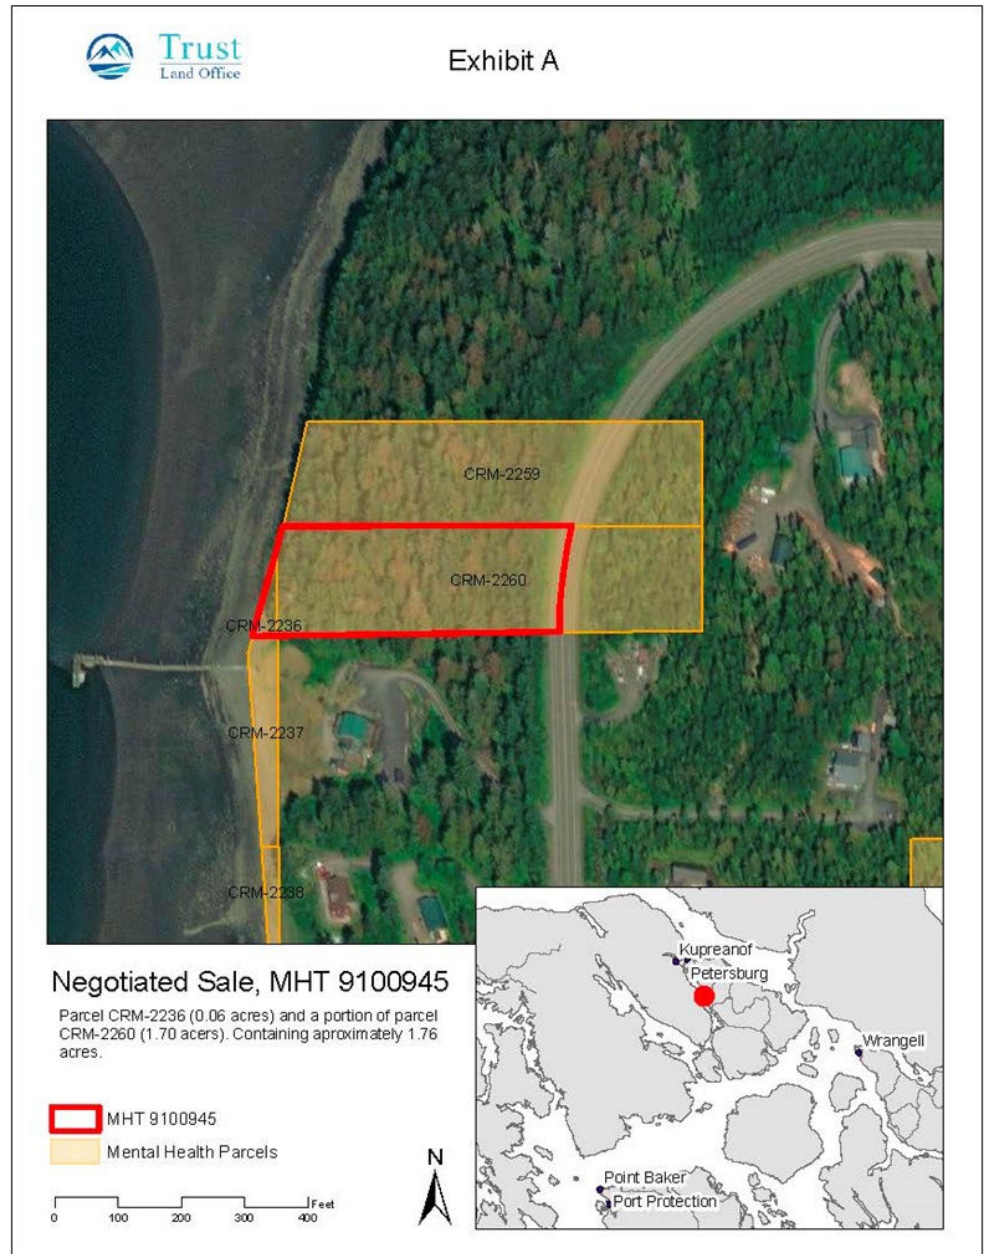 Trust
Land Office
Exhibit A
CRM-2259
CRM-2260
CRM-2236
CRM-2237
CRM-2238
Negotiated Sale, MHT 9100945
Parcel CRM-2236 (0.06 acres) and a portion of parcel
CRM-2260 (1.70 acers). Containing aproximately 1.76
acres.
MHT 9100945
Mental Health Parcels
0 100 200 300 400
Feet
N
Kupreanof
Petersburg
Wrangell
Point Baker
Port Protection